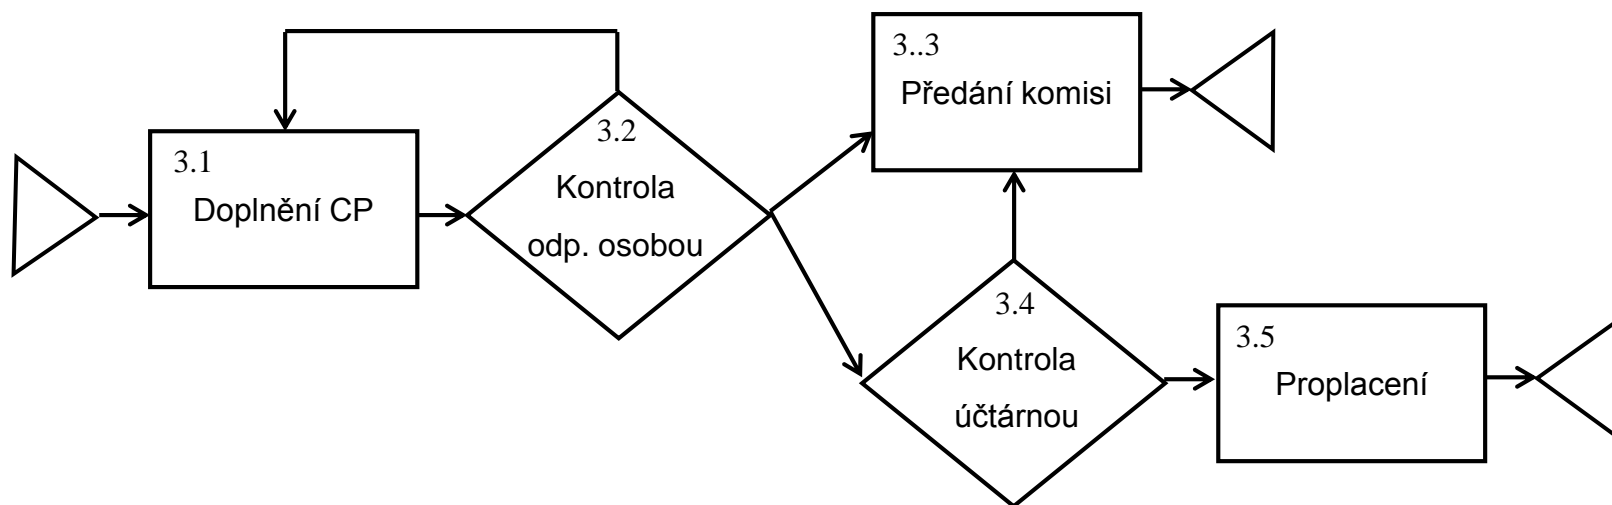 3.1
Doplnění CP
3.2
Kontrola
odp. osobou
3..3
Předání komisi
3.4
Kontrola
účtárnou
3.5
Proplacení